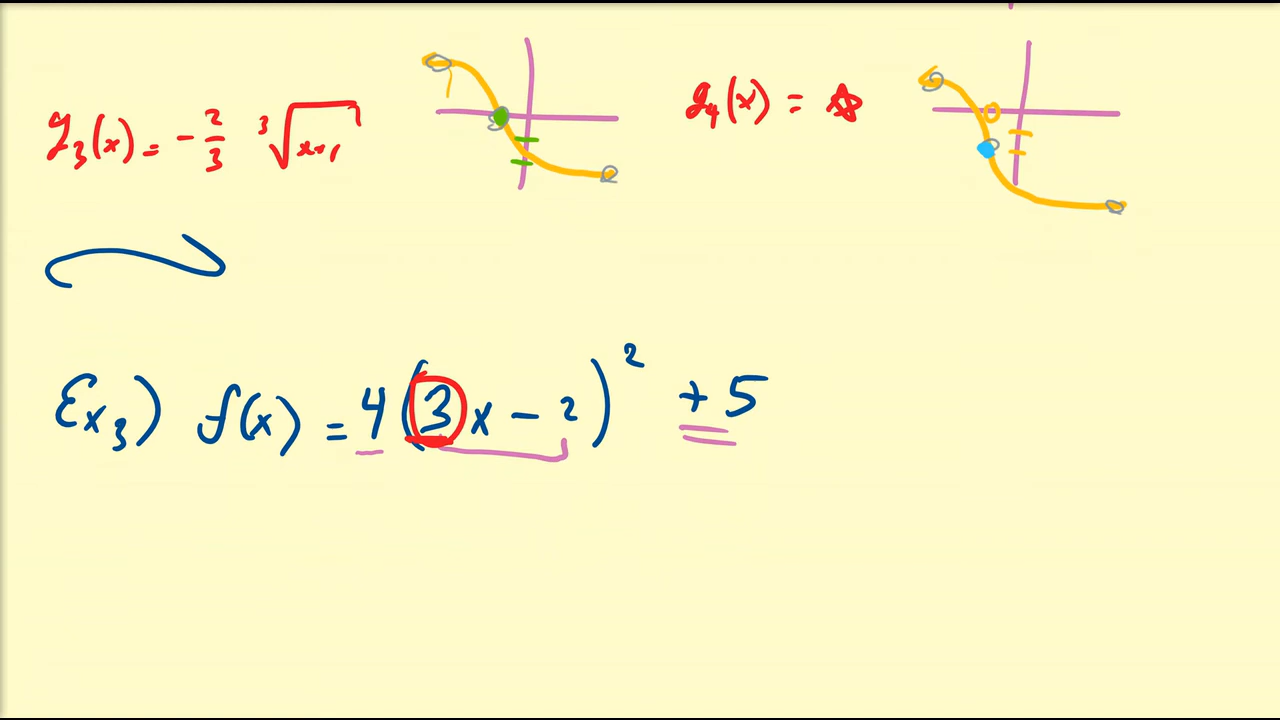 g₃(x) = - 2/3 ∛(x+1)
g₄(x) = ☆
Ex₃) f(x) = 4(3x - 2)² + 5